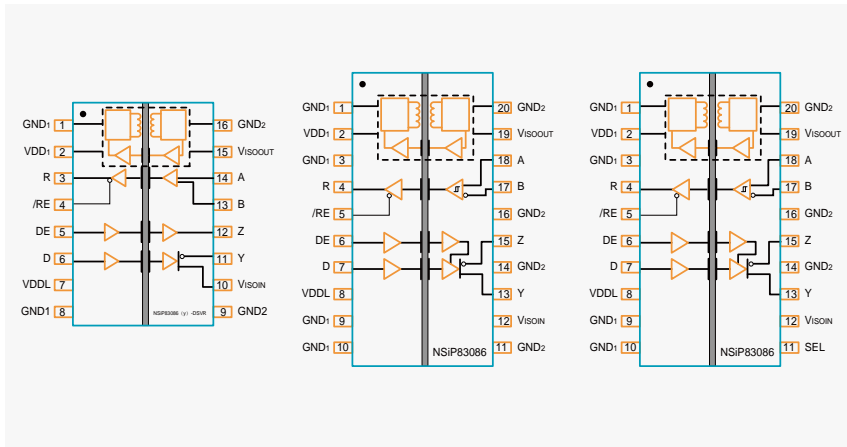 GND1 1 16 GND2
VDD1 2 15 VISOOUT
R 3 14 A
/RE 4 13 B
DE 5 12 Z
D 6 11 Y
VDDL 7 10 VISOIN
GND1 8 9 GND2
NSiP83086 (y) -DSVR
GND1 1 20 GND2
VDD1 2 19 VISOOUT
GND1 3 18 A
R 4 17 B
/RE 5 16 GND2
DE 6 15 Z
D 7 14 GND2
VDDL 8 13 Y
GND1 9 12 VISOIN
GND1 10 11 GND2
NSiP83086
GND1 1 20 GND2
VDD1 2 19 VISOOUT
GND1 3 18 A
R 4 17 B
/RE 5 16 GND2
DE 6 15 Z
D 7 14 GND2
VDDL 8 13 Y
GND1 9 12 VISOIN
GND1 10 11 SEL
NSiP83086